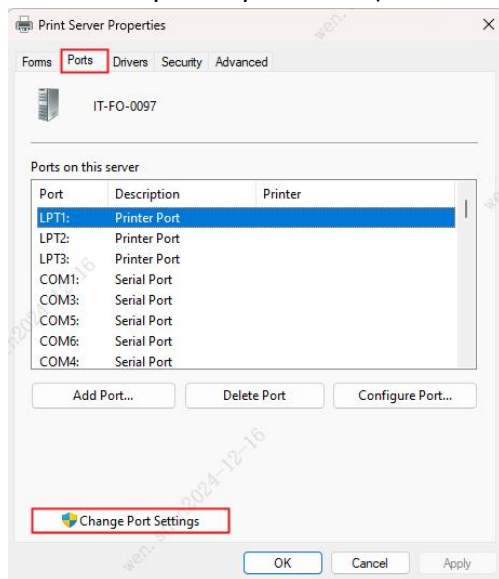 Print Server Properties
Forms Ports Drivers Security Advanced
IT-FO-0097
Ports on this server
Port Description Printer
LPT1: Printer Port
LPT2: Printer Port
LPT3: Printer Port
COM1: Serial Port
COM3: Serial Port
COM5: Serial Port
COM6: Serial Port
COM4: Serial Port
Add Port... Delete Port Configure Port...
Change Port Settings
OK Cancel Apply